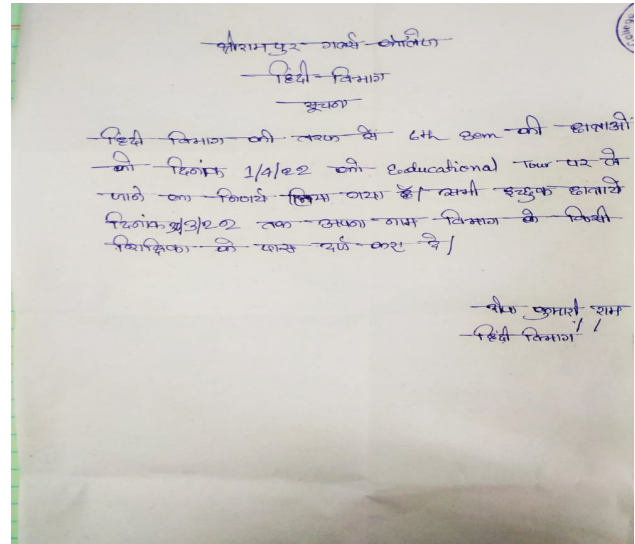 श्रीरामपुर गर्ल्स कॉलेज
हिंदी विभाग
सूचना
हिंदी विभाग की तरफ से 6th Sem की छात्राओं
को दिनांक 1/4/22 को Educational Tour पर ले
जाने का निर्णय लिया गया है। सभी इच्छुक छात्रायें
दिनांक /3/22 तक अपना नाम विभाग के किसी
शिक्षिका के पास दर्ज करा दे।
कुमारी राम
हिंदी विभाग
College